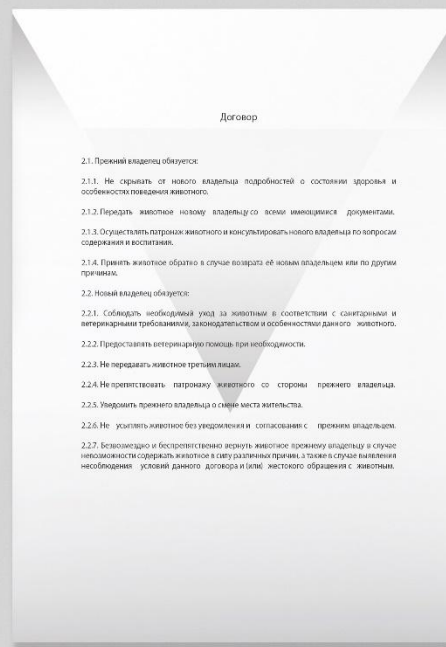 Договор
2.1. Прежний владелец обязуется:
2.1.1. Не скрывать от нового владельца подробностей о состоянии здоровья и
особенностях поведения животного.
2.1.2. Передать животное новому владельцу со всеми имеющимися документами.
2.1.3. Осуществлять патронаж животного и консультировать нового владельца по вопросам
содержания и воспитания.
2.1.4. Принять животное обратно в случае возврата её новым владельцем или по другим
причинам.
2.2. Новый владелец обязуется:
2.2.1. Соблюдать необходимый уход за животным в соответствии с санитарными и
ветеринарными требованиями, законодательством и особенностями данного животного.
2.2.2. Предоставлять ветеринарную помощь при необходимости.
2.2.3. Не передавать животное третьим лицам.
2.2.4. Не препятствовать патронажу животного со стороны прежнего владельца.
2.2.5. Уведомить прежнего владельца о смене места жительства.
2.2.6. Не усыплять животное без уведомления и согласования с прежним владельцем.
2.2.7. Безвозмездно и беспрепятственно вернуть животное прежнему владельцу в случае
невозможности содержать животное в силу различных причин, а также в случае выявления
несоблюдения условий данного договора и (или) жестокого обращения с животным.